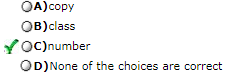 A)copy
B)class
C)number
D)None of the choices are correct